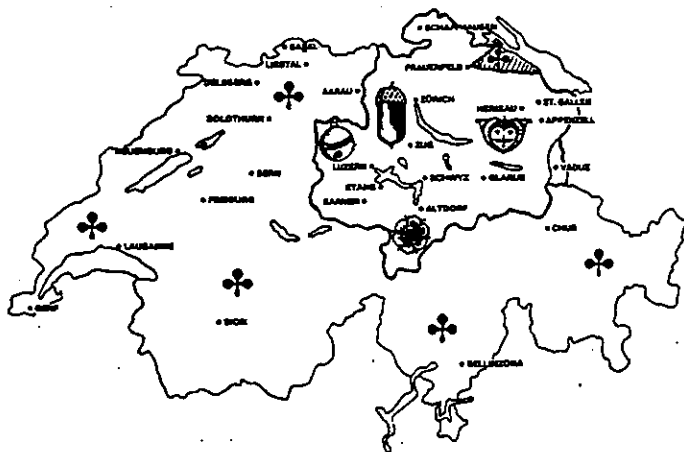 SCHAFFHAUSEN
BASEL
LIESTAL
FRAUENFELD
DELSBERG
AARAU
ZÜRICH
HERISAU
ST. GALLEN
SOLOTHURN
APPENZELL
NEUENBURG
ZUG
LUZERN
VADUZ
BERN
STANS
SCHWYZ
GLARUS
FRIBOURG
SARNEN
ALTDORF
CHUR
LAUSANNE
GENF
SION
BELLINZONA